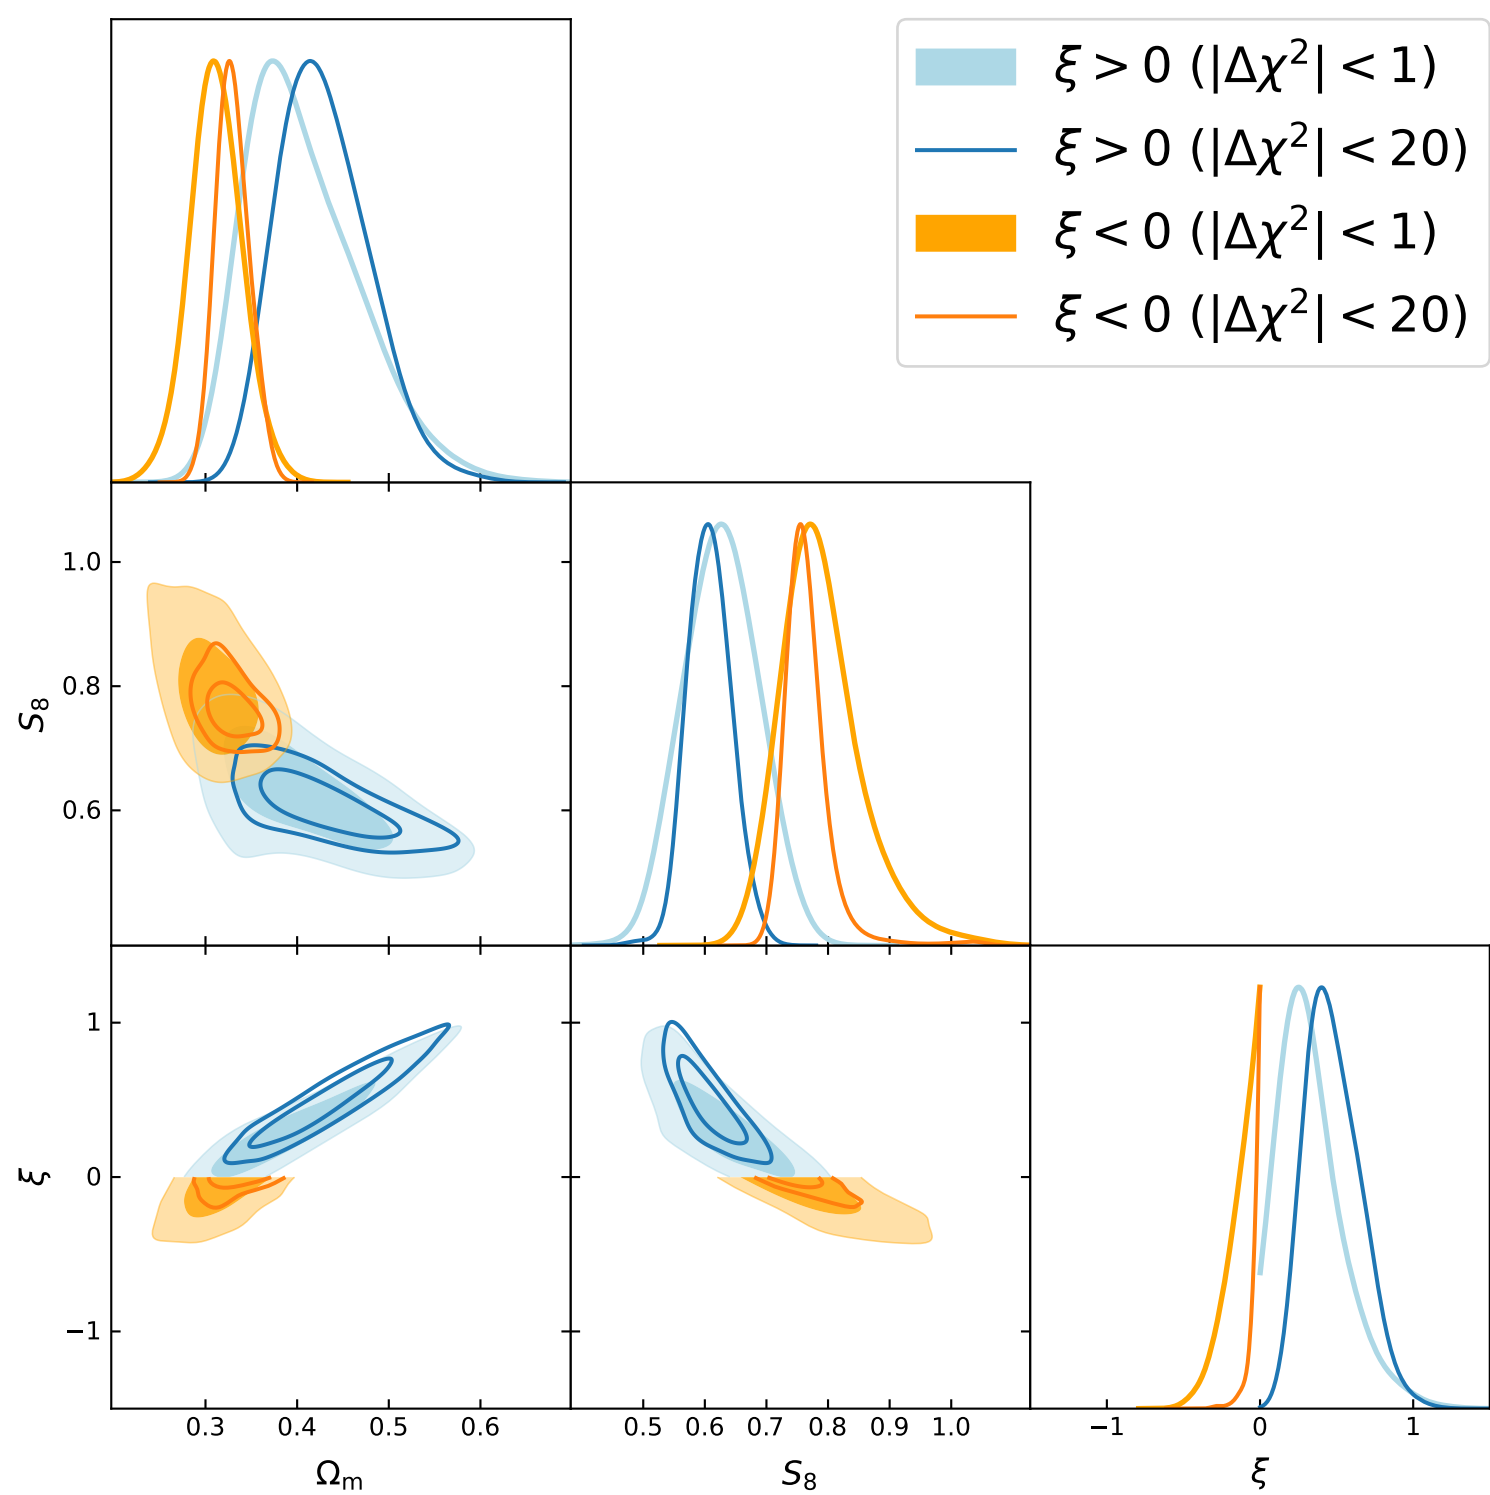 ξ > 0 (|Δχ²| < 1)
ξ > 0 (|Δχ²| < 20)
ξ < 0 (|Δχ²| < 1)
ξ < 0 (|Δχ²| < 20)
1.0
0.8
0.6
S₈
1
0
−1
ξ
0.3 0.4 0.5 0.6
Ωₘ
0.5 0.6 0.7 0.8 0.9 1.0
S₈
−1 0 1
ξ